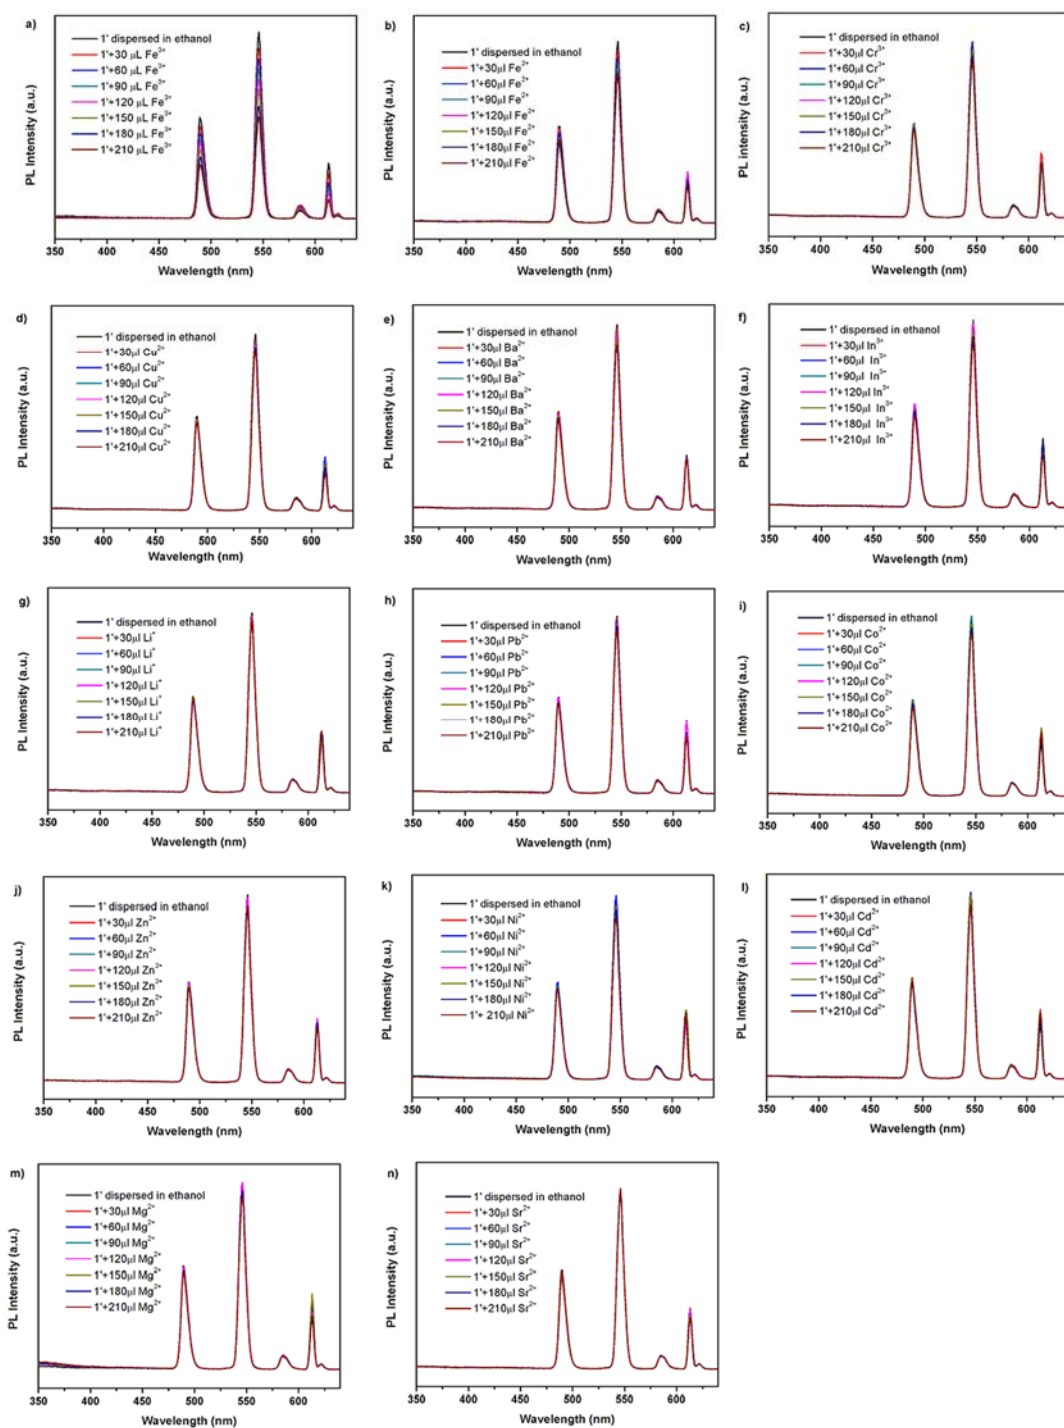 a)
1' dispersed in ethanol
1'+30 µL Fe³⁺
1'+60 µL Fe³⁺
1'+90 µL Fe³⁺
1'+120 µL Fe³⁺
1'+150 µL Fe³⁺
1'+180 µL Fe³⁺
1'+210 µL Fe³⁺
PL Intensity (a.u.)
350 400 450 500 550 600
Wavelength (nm)
b)
1' dispersed in ethanol
1'+30µl Fe²⁺
1'+60µl Fe²⁺
1'+90µl Fe²⁺
1'+120µl Fe²⁺
1'+150µl Fe²⁺
1'+180µl Fe²⁺
1'+210µl Fe²⁺
PL Intensity (a.u.)
350 400 450 500 550 600
Wavelength (nm)
c)
1' dispersed in ethanol
1'+30µl Cr³⁺
1'+60µl Cr³⁺
1'+90µl Cr³⁺
1'+120µl Cr³⁺
1'+150µl Cr³⁺
1'+180µl Cr³⁺
1'+210µl Cr³⁺
PL intensity (a.u.)
350 400 450 500 550 600
Wavelength (nm)
d)
1' dispersed in ethanol
1'+30µl Cu²⁺
1'+60µl Cu²⁺
1'+90µl Cu²⁺
1'+120µl Cu²⁺
1'+150µl Cu²⁺
1'+180µl Cu²⁺
1'+210µl Cu²⁺
PL Intensity (a.u.)
350 400 450 500 550 600
Wavelength (nm)
e)
1' dispersed in ethanol
1'+30µl Ba²⁺
1'+60µl Ba²⁺
1'+90µl Ba²⁺
1'+120µl Ba²⁺
1'+150µl Ba²⁺
1'+180µl Ba²⁺
1'+210µl Ba²⁺
PL Intensity (a.u.)
350 400 450 500 550 600
Wavelength (nm)
f)
1' dispersed in ethanol
1'+30µl In³⁺
1'+60µl In³⁺
1'+90µl In³⁺
1'+120µl In³⁺
1'+150µl In³⁺
1'+180µl In³⁺
1'+210µl In³⁺
PL Intensity (a.u.)
350 400 450 500 550 600
Wavelength (nm)
g)
1' dispersed in ethanol
1'+30µl Li⁺
1'+60µl Li⁺
1'+90µl Li⁺
1'+120µl Li⁺
1'+150µl Li⁺
1'+180µl Li⁺
1'+210µl Li⁺
PL Intensity (a.u.)
350 400 450 500 550 600
Wavelength (nm)
h)
1' dispersed in ethanol
1'+30µl Pb²⁺
1'+60µl Pb²⁺
1'+90µl Pb²⁺
1'+120µl Pb²⁺
1'+150µl Pb²⁺
1'+180µl Pb²⁺
1'+210µl Pb²⁺
PL Intensity (a.u.)
350 400 450 500 550 600
Wavelength (nm)
i)
1' dispersed in ethanol
1'+30µl Co²⁺
1'+60µl Co²⁺
1'+90µl Co²⁺
1'+120µl Co²⁺
1'+150µl Co²⁺
1'+180µl Co²⁺
1'+210µl Co²⁺
PL Intensity (a.u.)
350 400 450 500 550 600
Wavelength (nm)
j)
1' dispersed in ethanol
1'+30µl Zn²⁺
1'+60µl Zn²⁺
1'+90µl Zn²⁺
1'+120µl Zn²⁺
1'+150µl Zn²⁺
1'+180µl Zn²⁺
1'+210µl Zn²⁺
PL Intensity (a.u.)
350 400 450 500 550 600
Wavelength (nm)
k)
1' dispersed in ethanol
1'+30µl Ni²⁺
1'+60µl Ni²⁺
1'+90µl Ni²⁺
1'+120µl Ni²⁺
1'+150µl Ni²⁺
1'+180µl Ni²⁺
1'+ 210µl Ni²⁺
PL Intensity (a.u.)
350 400 450 500 550 600
Wavelength (nm)
l)
1' dispersed in ethanol
1'+30µl Cd²⁺
1'+60µl Cd²⁺
1'+90µl Cd²⁺
1'+120µl Cd²⁺
1'+150µl Cd²⁺
1'+180µl Cd²⁺
1'+210µl Cd²⁺
PL Intensity (a.u.)
350 400 450 500 550 600
Wavelength (nm)
m)
1' dispersed in ethanol
1'+30µl Mg²⁺
1'+60µl Mg²⁺
1'+90µl Mg²⁺
1'+120µl Mg²⁺
1'+150µl Mg²⁺
1'+180µl Mg²⁺
1'+210µl Mg²⁺
PL Intensity (a.u.)
350 400 450 500 550 600
Wavelength (nm)
n)
1' dispersed in ethanol
1'+30µl Sr²⁺
1'+60µl Sr²⁺
1'+90µl Sr²⁺
1'+120µl Sr²⁺
1'+150µl Sr²⁺
1'+180µl Sr²⁺
1'+210µl Sr²⁺
PL Intensity (a.u.)
350 400 450 500 550 600
Wavelength (nm)